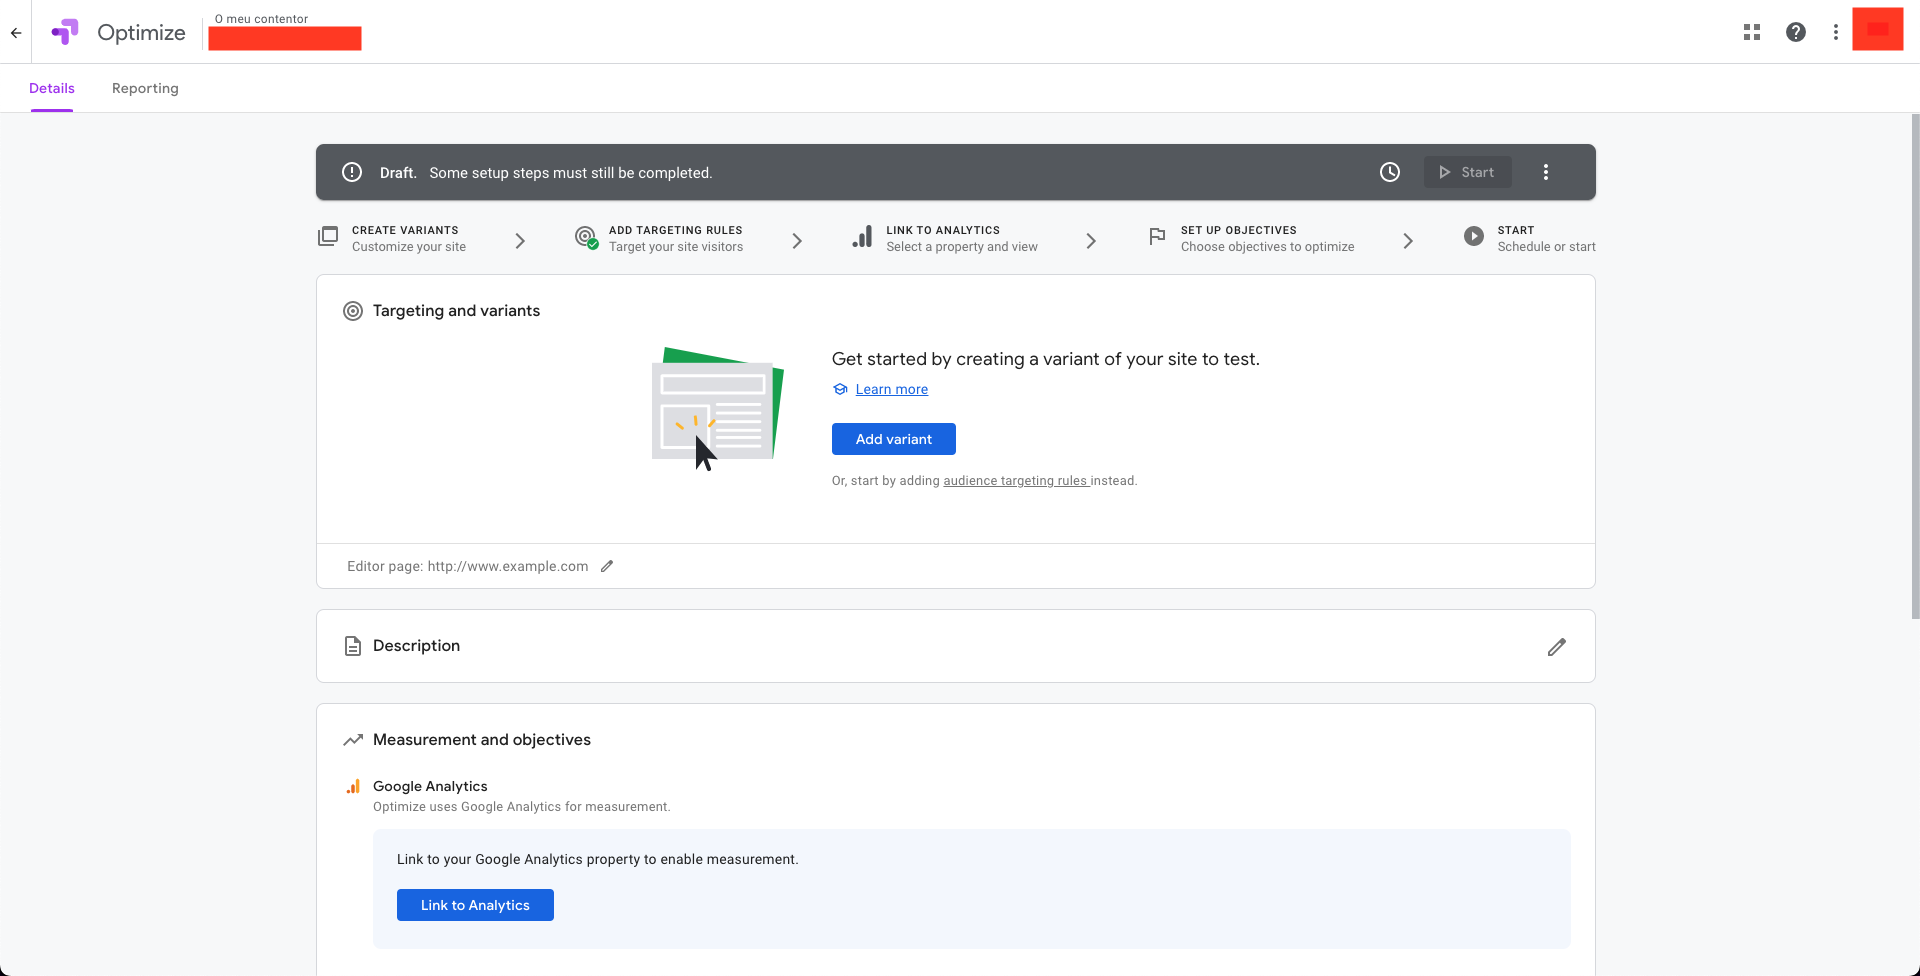 O meu contentor
Optimize
Details
Reporting
Draft. Some setup steps must still be completed.
Start
CREATE VARIANTS
Customize your site
ADD TARGETING RULES
Target your site visitors
LINK TO ANALYTICS
Select a property and view
SET UP OBJECTIVES
Choose objectives to optimize
START
Schedule or start
Targeting and variants
Get started by creating a variant of your site to test.
Learn more
Add variant
Or, start by adding audience targeting rules instead.
Editor page: http://www.example.com
Description
Measurement and objectives
Google Analytics
Optimize uses Google Analytics for measurement.
Link to your Google Analytics property to enable measurement.
Link to Analytics